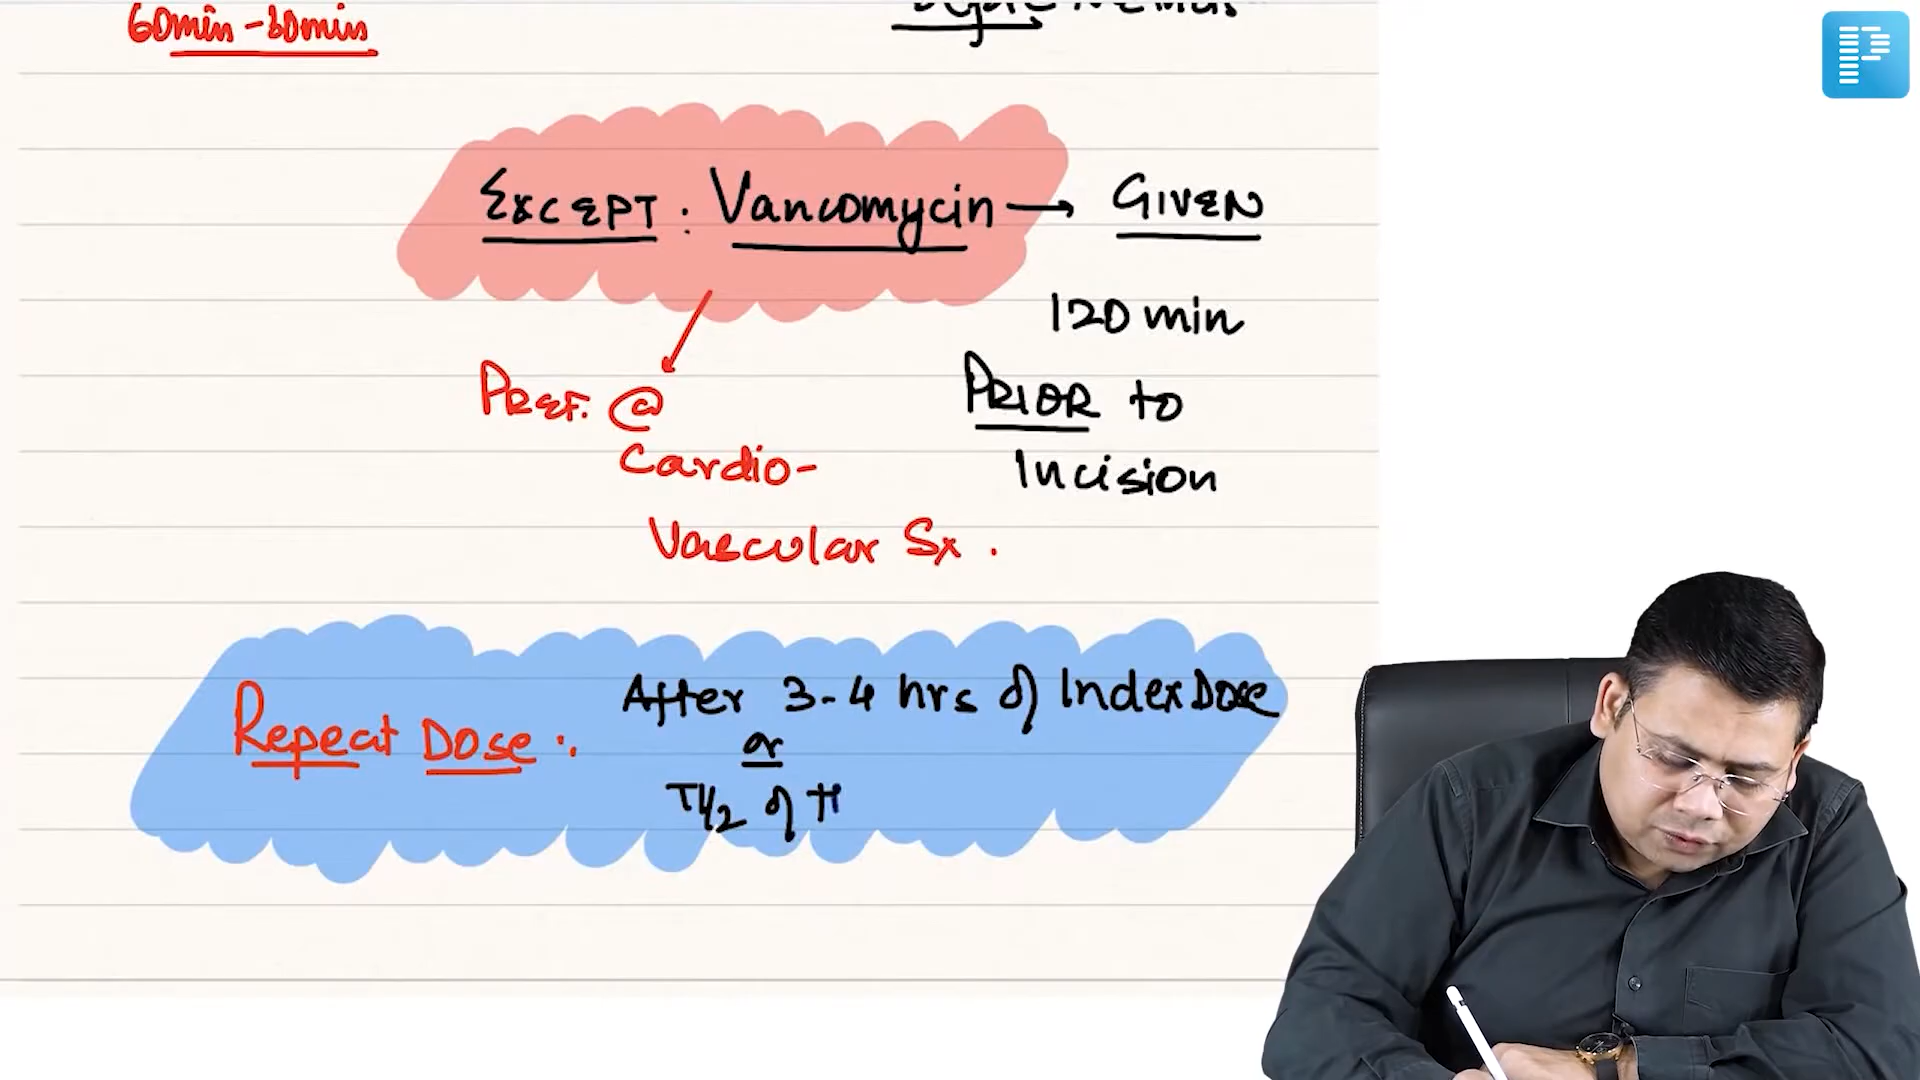 60min-30min
EXCEPT : Vancomycin → GIVEN
120 min
PREF. @
PRIOR to
Cardio-
Incision
Vascular Sx.
Repeat Dose :. After 3-4 hrs of Index Dose
or
T1/2 of